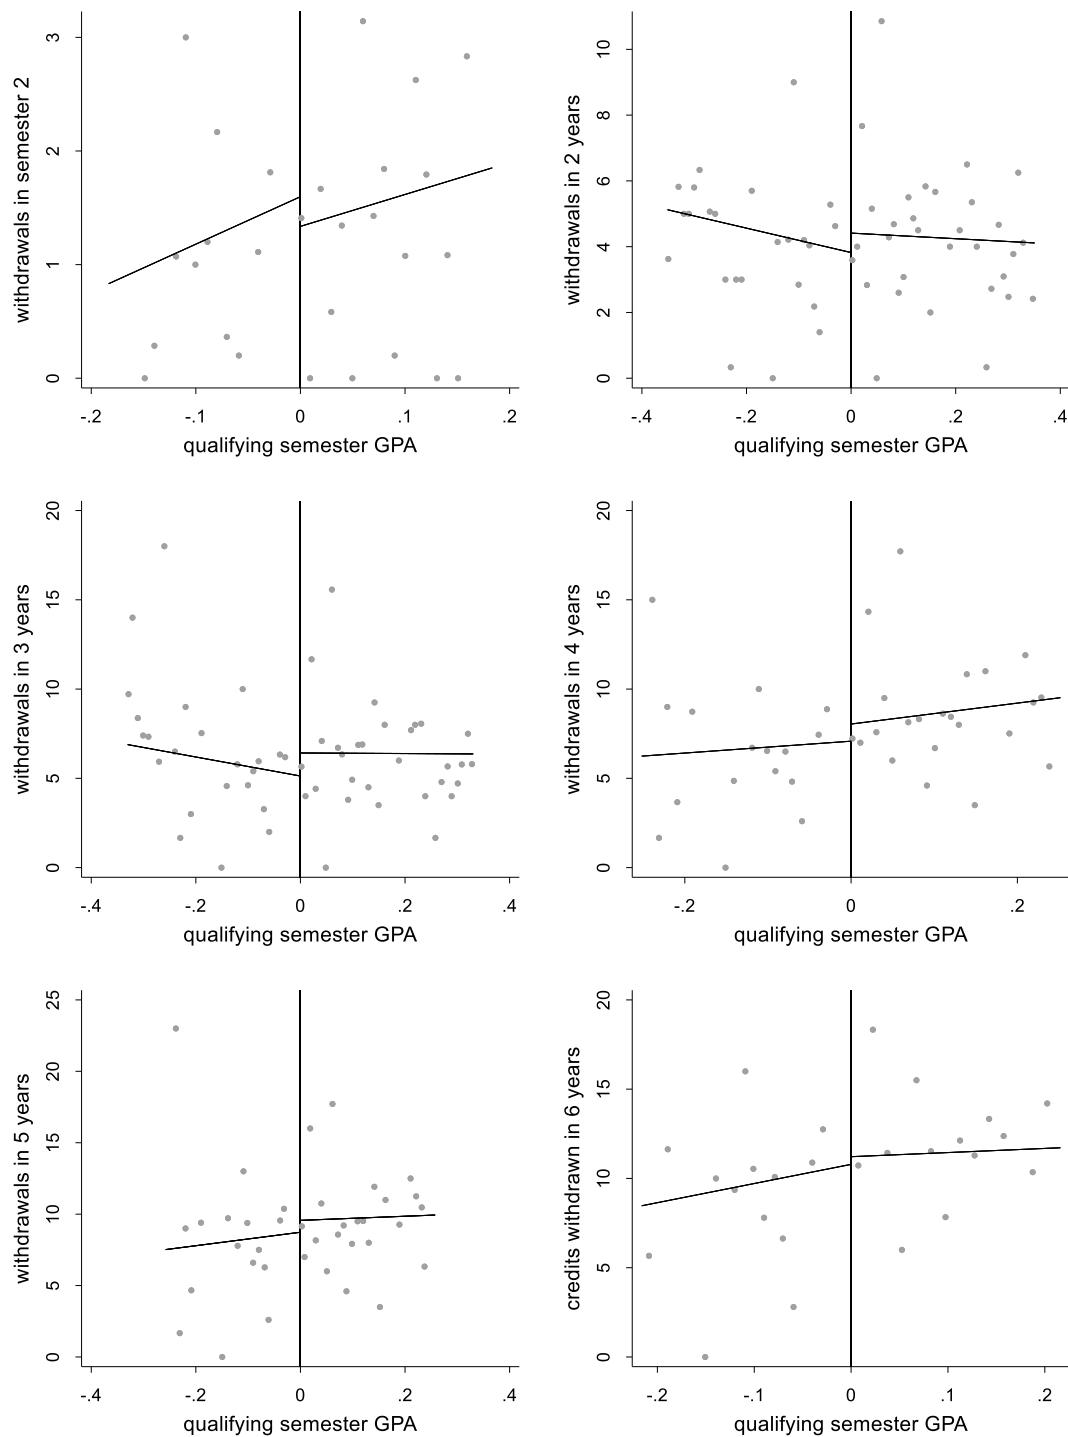 withdrawals in semester 2
3
2
1
0
-.2 -.1 0 .1 .2
qualifying semester GPA
withdrawals in 2 years
10
8
6
4
2
0
-.4 -.2 0 .2 .4
qualifying semester GPA
withdrawals in 3 years
20
15
10
5
0
-.4 -.2 0 .2 .4
qualifying semester GPA
withdrawals in 4 years
20
15
10
5
0
-.2 0 .2
qualifying semester GPA
withdrawals in 5 years
25
20
15
10
5
0
-.4 -.2 0 .2 .4
qualifying semester GPA
credits withdrawn in 6 years
20
15
10
5
0
-.2 -.1 0 .1 .2
qualifying semester GPA